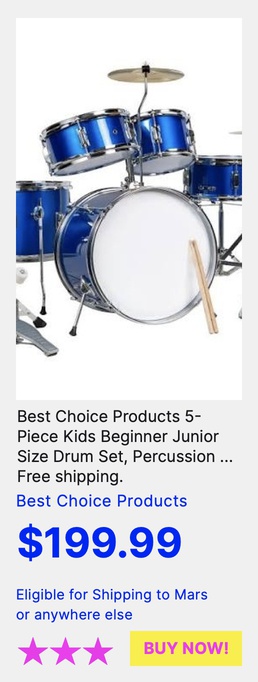 Best Choice Products 5-
Piece Kids Beginner Junior
Size Drum Set, Percussion ...
Free shipping.
Best Choice Products
$199.99
Eligible for Shipping to Mars
or anywhere else
BUY NOW!